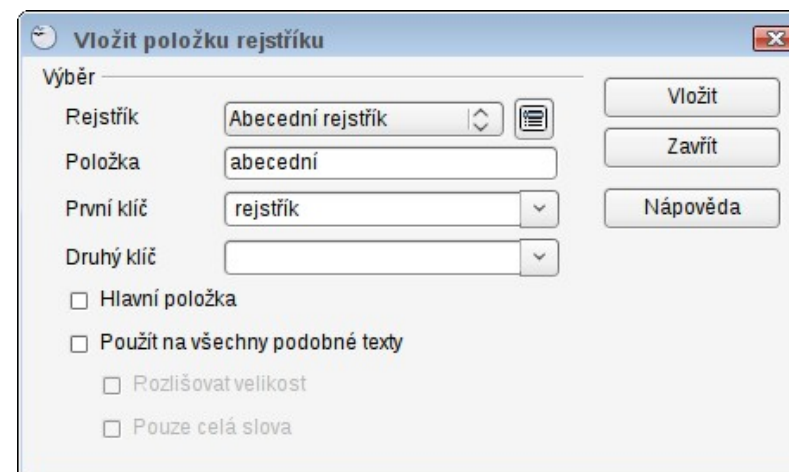 Vložit položku rejstříku
Výběr
Rejstřík Abecední rejstřík
Položka abecední
První klíč rejstřík
Druhý klíč
Hlavní položka
Použít na všechny podobné texty
Rozlišovat velikost
Pouze celá slova
Vložit
Zavřít
Nápověda